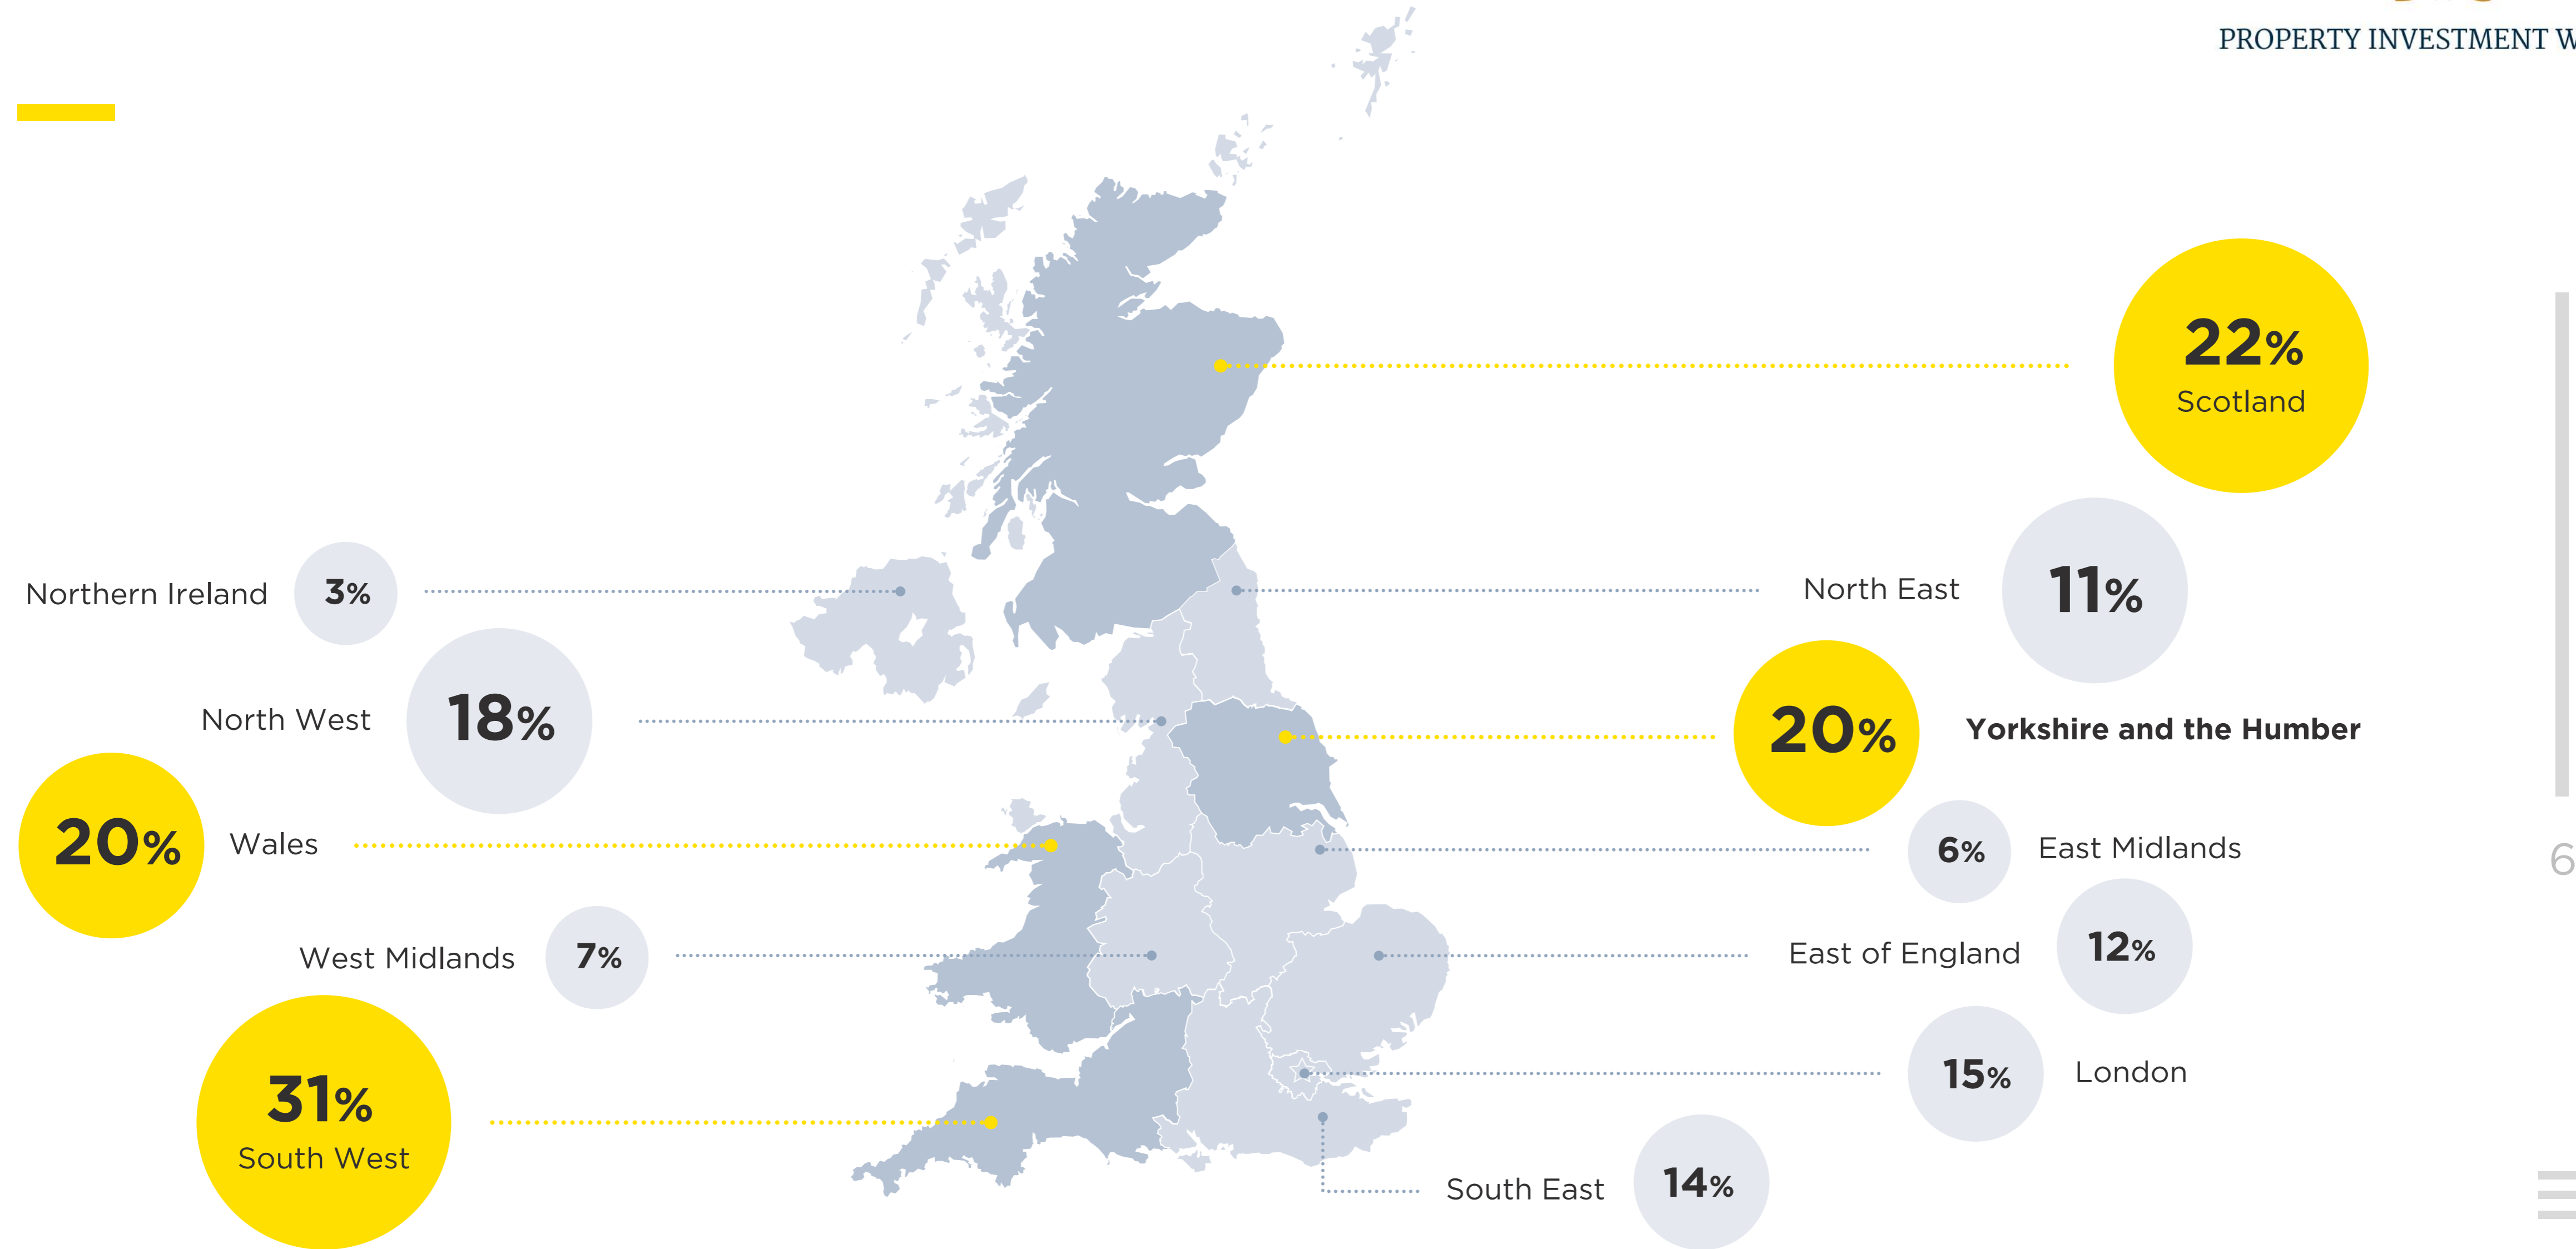 PROPERTY INVESTMENT
22%
Scotland
Northern Ireland 3%
North East 11%
North West 18%
20% Yorkshire and the Humber
20% Wales
6% East Midlands
6
West Midlands 7%
East of England 12%
31%
South West
15% London
South East 14%